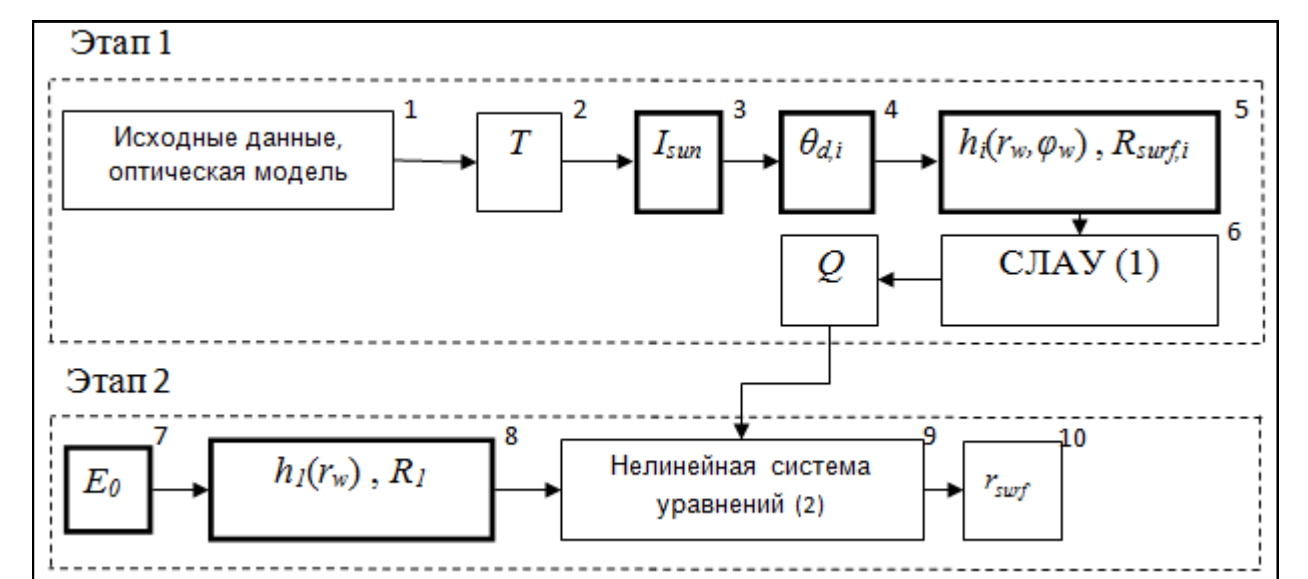 Этап 1
1
Исходные данные,
оптическая модель
2
T
3
I_sun
4
θ_d,i
5
h_i(r_w,φ_w) , R_surf,i
6
СЛАУ (1)
Q
Этап 2
7
E_0
8
h_1(r_w) , R_1
9
Нелинейная система
уравнений (2)
10
r_surf